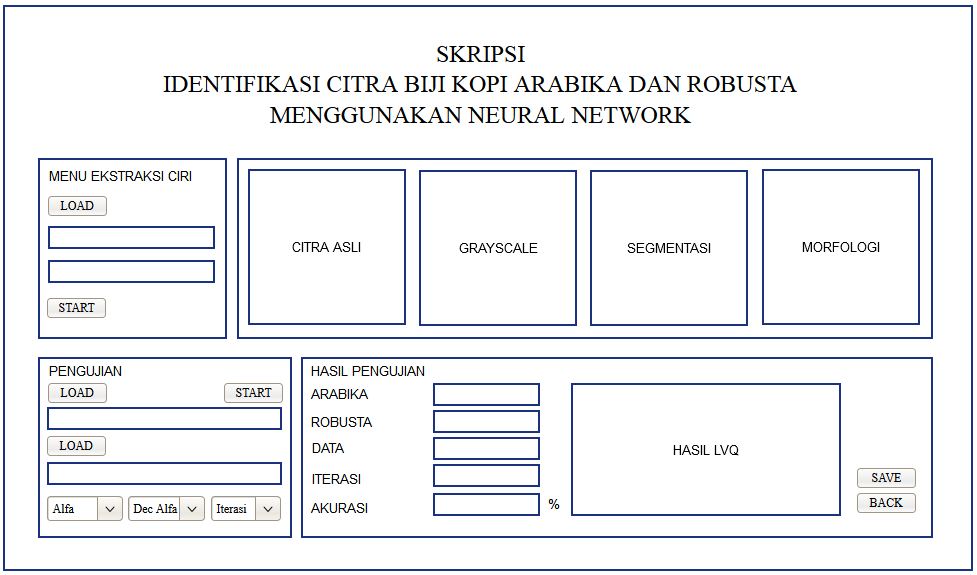 SKRIPSI
IDENTIFIKASI CITRA BIJI KOPI ARABIKA DAN ROBUSTA
MENGGUNAKAN NEURAL NETWORK
MENU EKSTRAKSI CIRI
LOAD
START
CITRA ASLI
GRAYSCALE
SEGMENTASI
MORFOLOGI
PENGUJIAN
LOAD
START
LOAD
Alfa
Dec Alfa
Iterasi
HASIL PENGUJIAN
ARABIKA
ROBUSTA
DATA
ITERASI
AKURASI
%
HASIL LVQ
SAVE
BACK